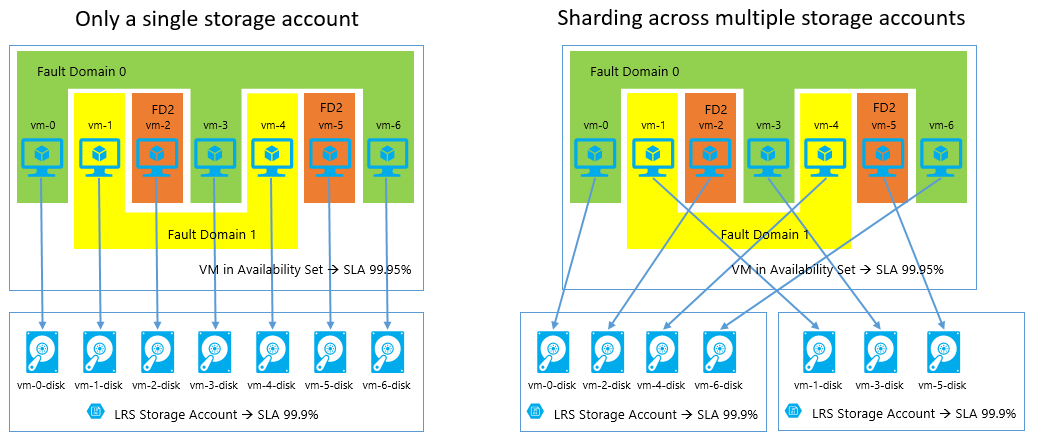 Only a single storage account
Fault Domain 0
FD2
FD2
vm-0 vm-1 vm-2 vm-3 vm-4 vm-5 vm-6
Fault Domain 1
VM in Availability Set → SLA 99.95%
vm-0-disk vm-1-disk vm-2-disk vm-3-disk vm-4-disk vm-5-disk vm-6-disk
LRS Storage Account → SLA 99.9%
Sharding across multiple storage accounts
Fault Domain 0
FD2
FD2
vm-0 vm-1 vm-2 vm-3 vm-4 vm-5 vm-6
Fault Domain 1
VM in Availability Set → SLA 99.95%
vm-0-disk vm-2-disk vm-4-disk vm-6-disk
LRS Storage Account → SLA 99.9%
vm-1-disk vm-3-disk vm-5-disk
LRS Storage Account → SLA 99.9%